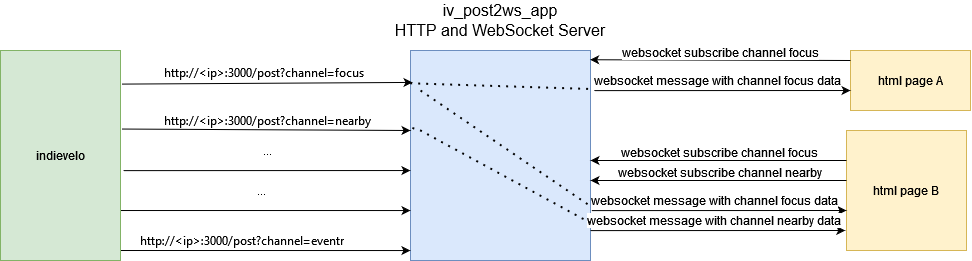 iv_post2ws_app
HTTP and WebSocket Server
indievelo
http://<ip>:3000/post?channel=focus
http://<ip>:3000/post?channel=nearby
...
...
http://<ip>:3000/post?channel=eventr
websocket subscribe channel focus
websocket message with channel focus data
html page A
websocket subscribe channel focus
websocket subscribe channel nearby
websocket message with channel focus data
websocket message with channel nearby data
html page B